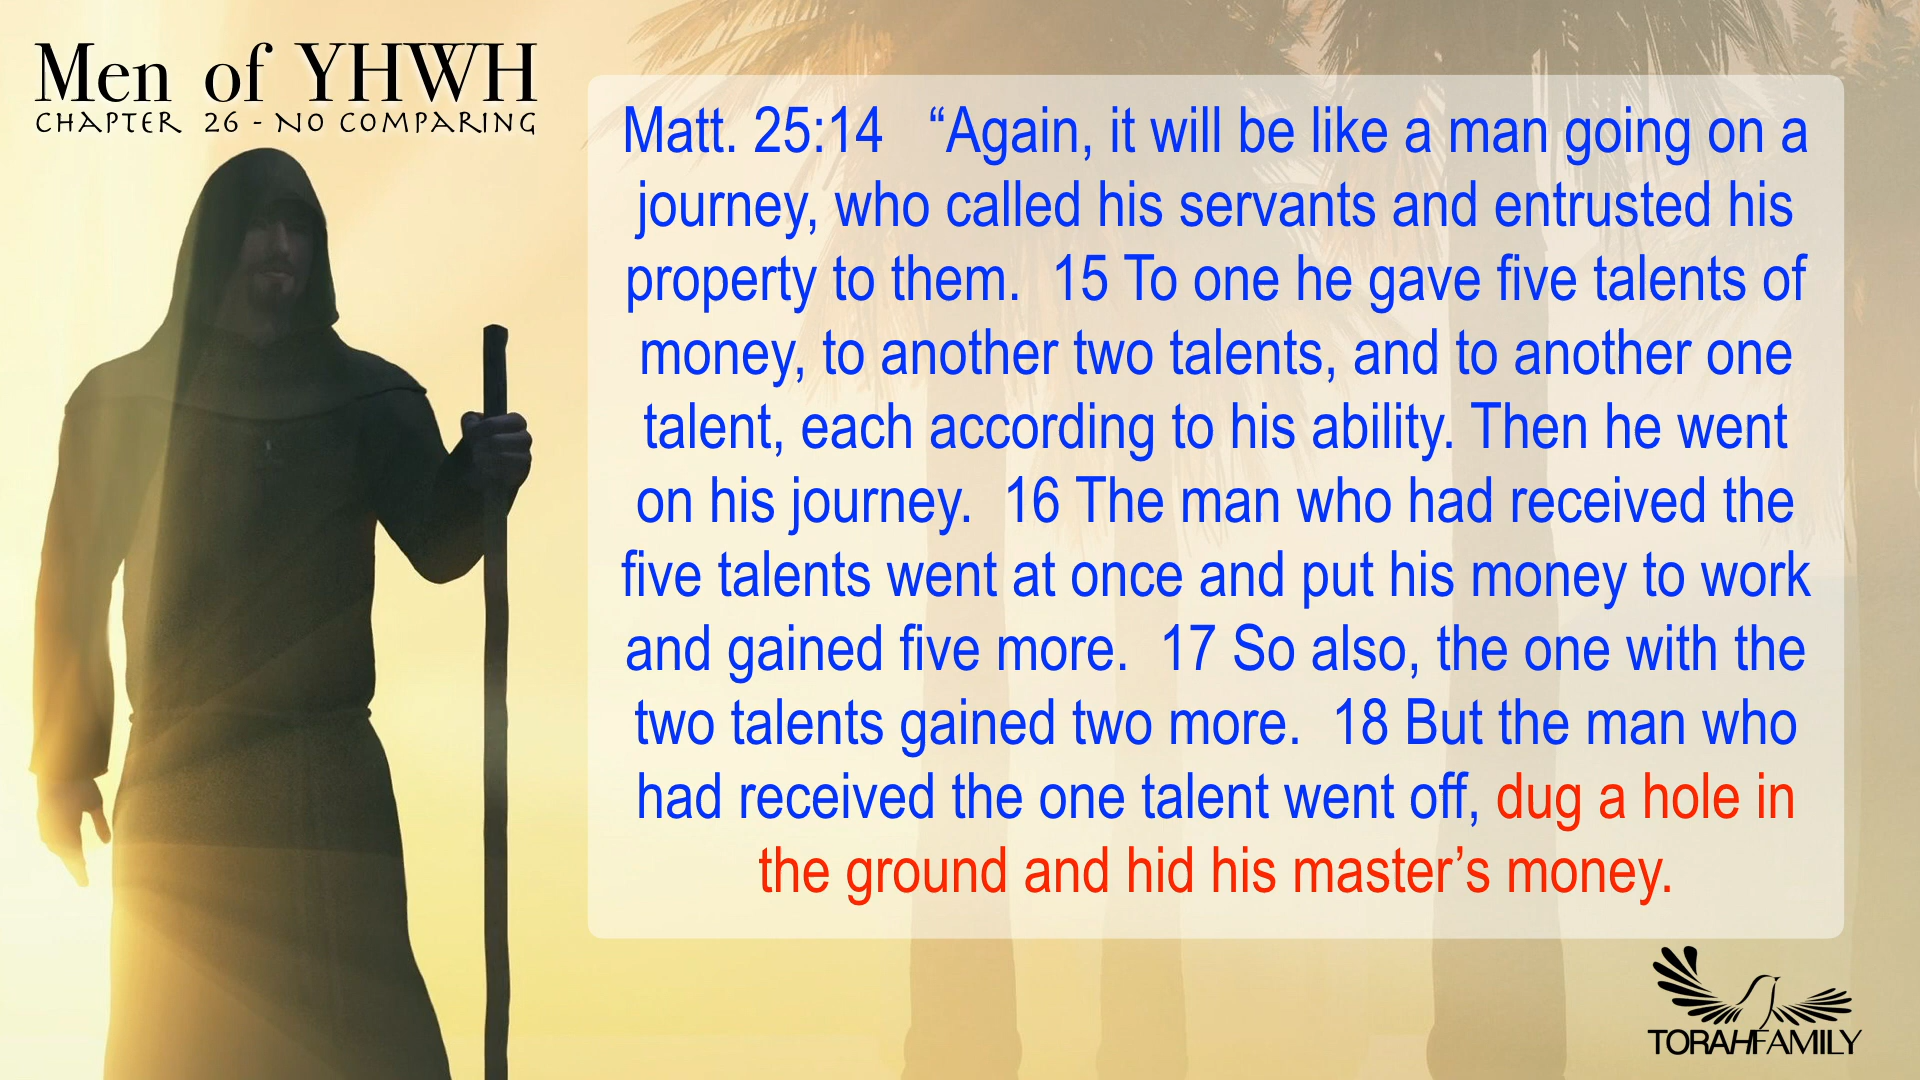 Men of YHWH
CHAPTER 26 - NO COMPARING
Matt. 25:14   “Again, it will be like a man going on a
journey, who called his servants and entrusted his
property to them.  15 To one he gave five talents of
money, to another two talents, and to another one
talent, each according to his ability. Then he went
on his journey.  16 The man who had received the
five talents went at once and put his money to work
and gained five more.  17 So also, the one with the
two talents gained two more.  18 But the man who
had received the one talent went off, dug a hole in
the ground and hid his master’s money.
TORAHFAMILY